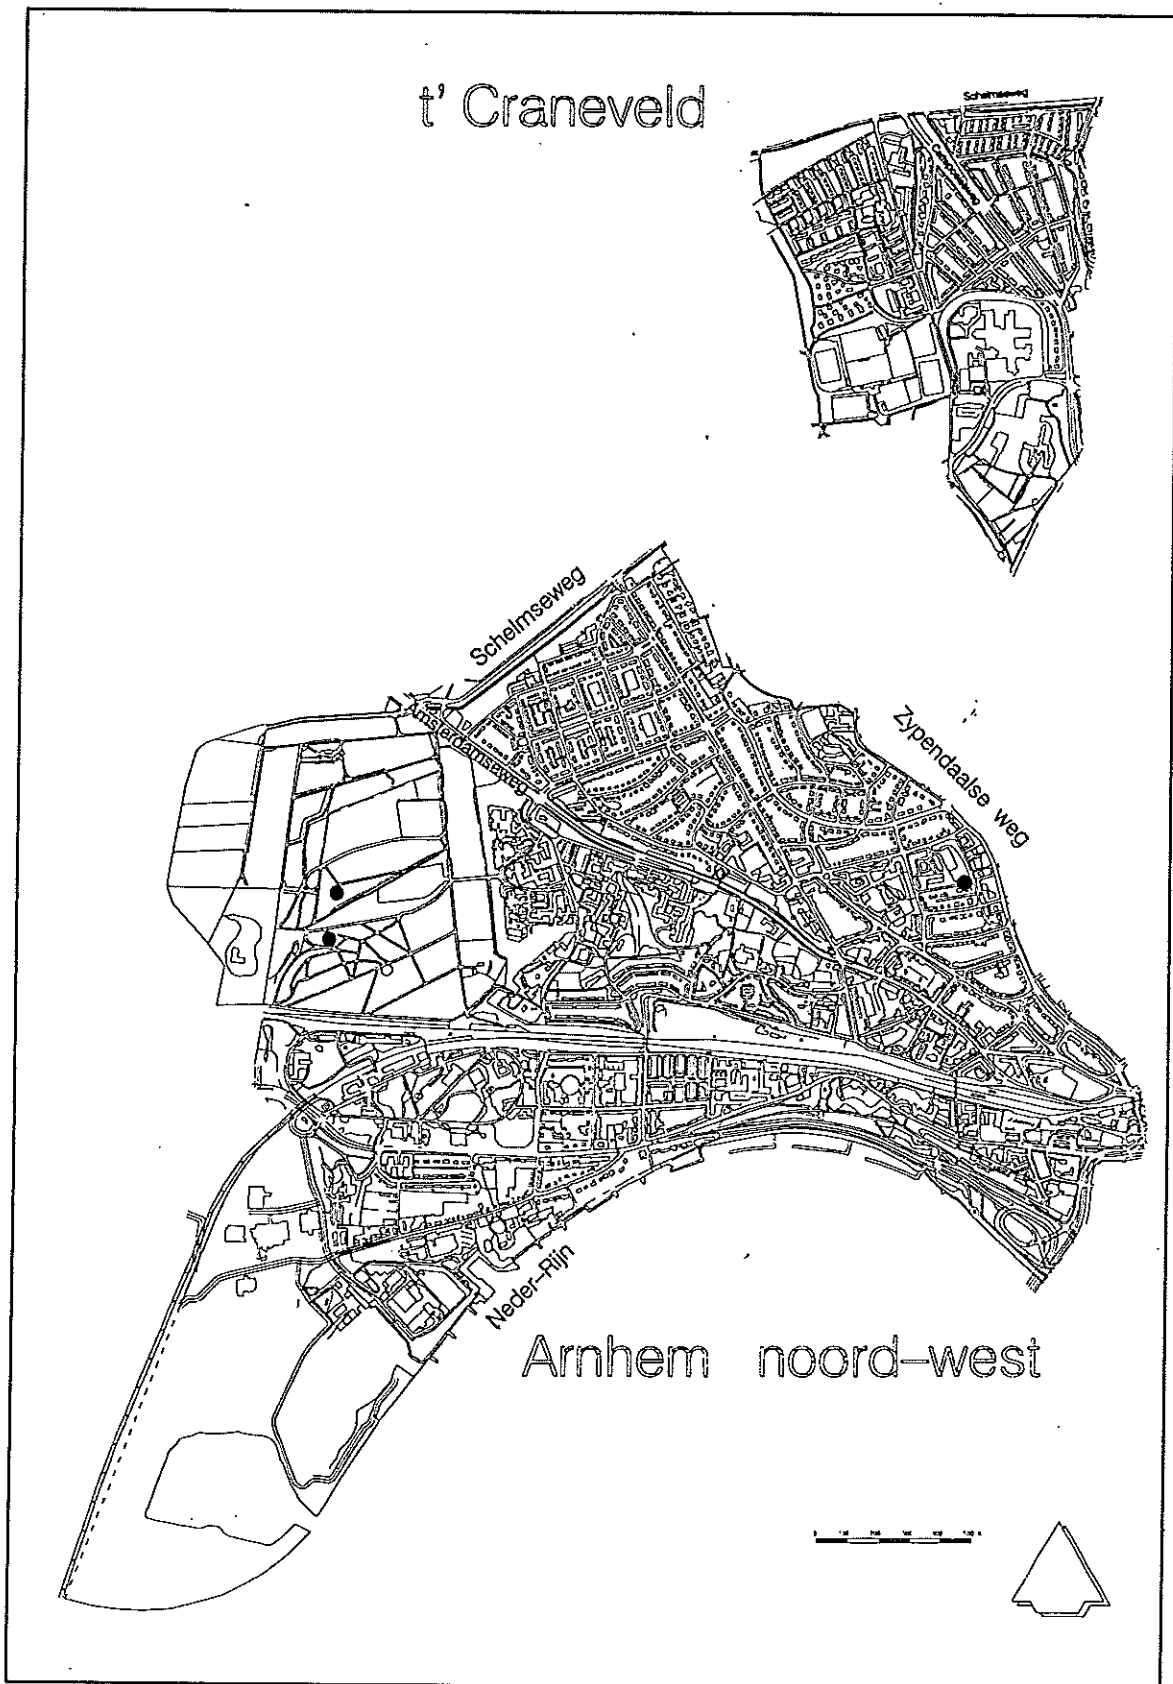 t' Craneveld
Schelmseweg
Schelmseweg
Amsterdamseweg
Zypendaalse weg
Neder-Rijn
Arnhem noord-west